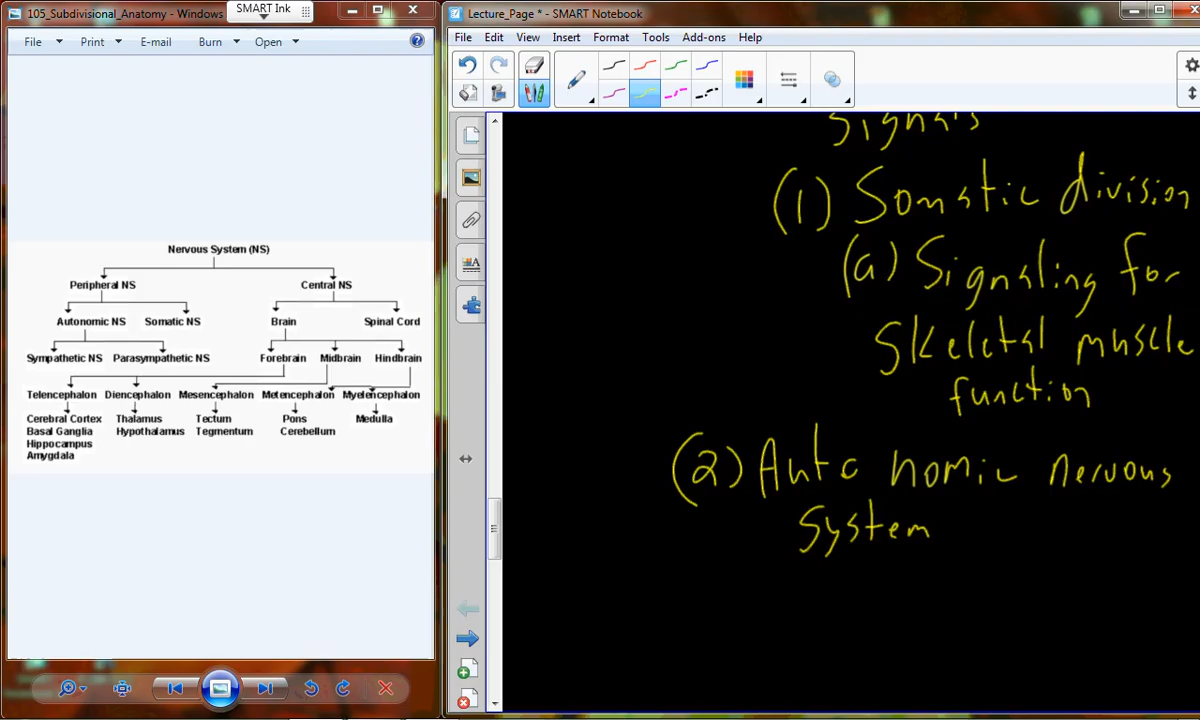 105_Subdivisional_Anatomy - Windows
SMART Ink
File Print E-mail Burn Open
Nervous System (NS)
Peripheral NS Central NS
Autonomic NS Somatic NS Brain Spinal Cord
Sympathetic NS Parasympathetic NS Forebrain Midbrain Hindbrain
Telencephalon Diencephalon Mesencephalon Metencephalon Myelencephalon
Cerebral Cortex Thalamus Tectum Pons Medulla
Basal Ganglia Hypothalamus Tegmentum Cerebellum
Hippocampus
Amygdala
Lecture_Page * - SMART Notebook
File Edit View Insert Format Tools Add-ons Help
Signals
(1) Somatic division
(a) Signaling for
Skeletal muscle
function
(2) Auto nomic nervous
System